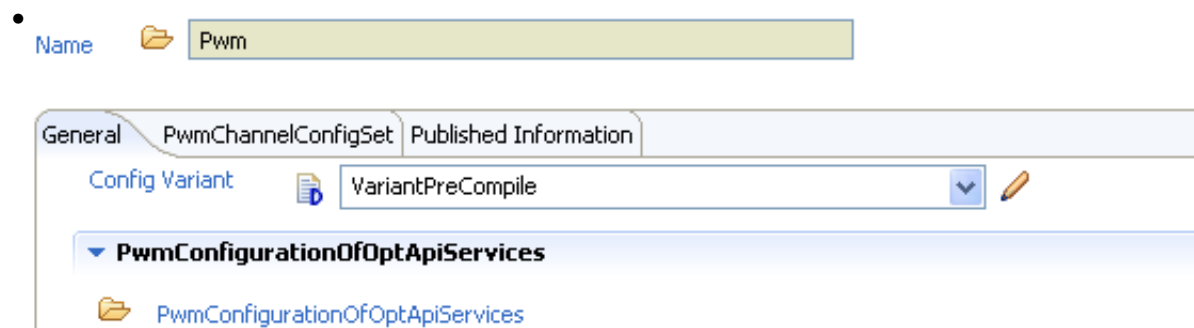 Name Pwm
General PwmChannelConfigSet Published Information
Config Variant D VariantPreCompile
PwmConfigurationOfOptApiServices
PwmConfigurationOfOptApiServices